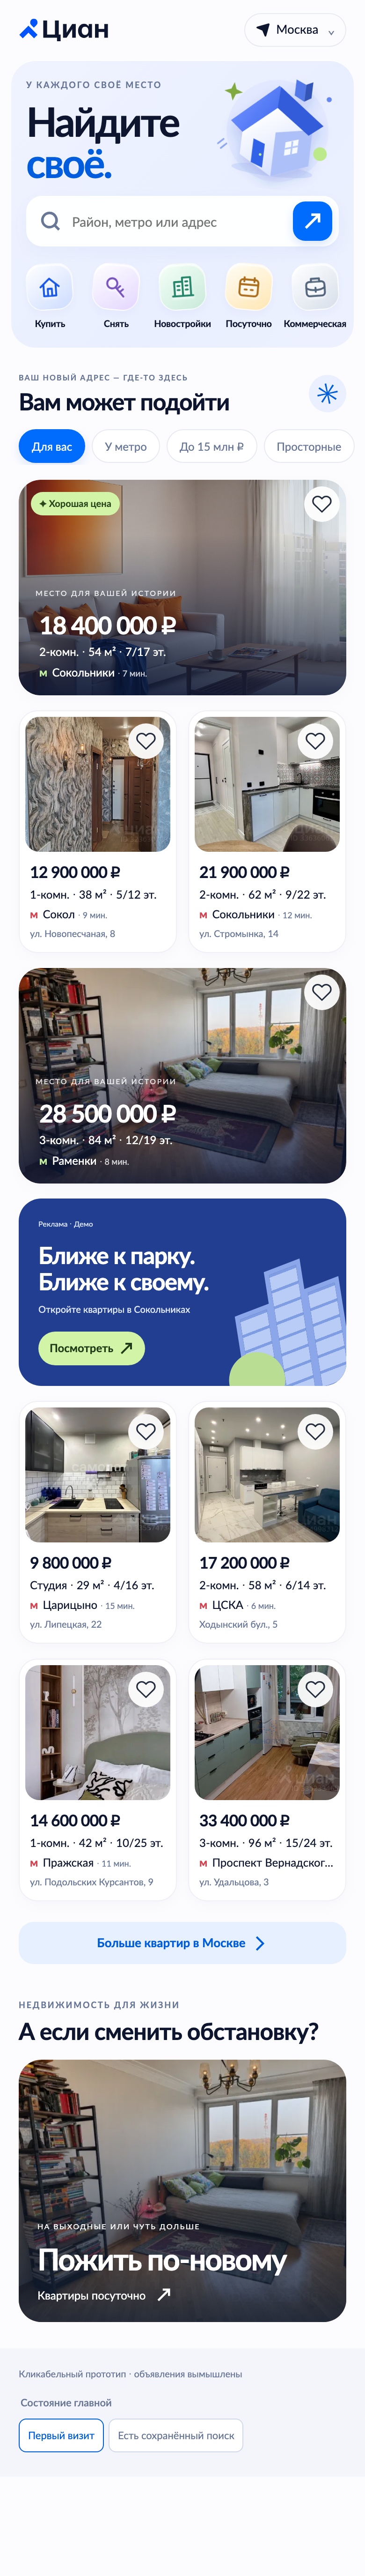 Циан
Москва
У КАЖДОГО СВОЁ МЕСТО
Найдите
своё.
Район, метро или адрес
Купить
Снять
Новостройки
Посуточно
Коммерческая
ВАШ НОВЫЙ АДРЕС — ГДЕ-ТО ЗДЕСЬ
Вам может подойти
Для вас
У метро
До 15 млн ₽
Просторные
Хорошая цена
МЕСТО ДЛЯ ВАШЕЙ ИСТОРИИ
18 400 000 ₽
2-комн. · 54 м² · 7/17 эт.
м Сокольники · 7 мин.
12 900 000 ₽
1-комн. · 38 м² · 5/12 эт.
м Сокол · 9 мин.
ул. Новопесчаная, 8
21 900 000 ₽
2-комн. · 62 м² · 9/22 эт.
м Сокольники · 12 мин.
ул. Стромынка, 14
МЕСТО ДЛЯ ВАШЕЙ ИСТОРИИ
28 500 000 ₽
3-комн. · 84 м² · 12/19 эт.
м Раменки · 8 мин.
Реклама · Демо
Ближе к парку.
Ближе к своему.
Откройте квартиры в Сокольниках
Посмотреть
9 800 000 ₽
Студия · 29 м² · 4/16 эт.
м Царицыно · 15 мин.
ул. Липецкая, 22
17 200 000 ₽
2-комн. · 58 м² · 6/14 эт.
м ЦСКА · 6 мин.
Ходынский бул., 5
14 600 000 ₽
1-комн. · 42 м² · 10/25 эт.
м Пражская · 11 мин.
ул. Подольских Курсантов, 9
33 400 000 ₽
3-комн. · 96 м² · 15/24 эт.
м Проспект Вернадског...
ул. Удальцова, 3
Больше квартир в Москве
НЕДВИЖИМОСТЬ ДЛЯ ЖИЗНИ
А если сменить обстановку?
НА ВЫХОДНЫЕ ИЛИ ЧУТЬ ДОЛЬШЕ
Пожить по-новому
Квартиры посуточно
Кликабельный прототип · объявления вымышлены
Состояние главной
Первый визит
Есть сохранённый поиск